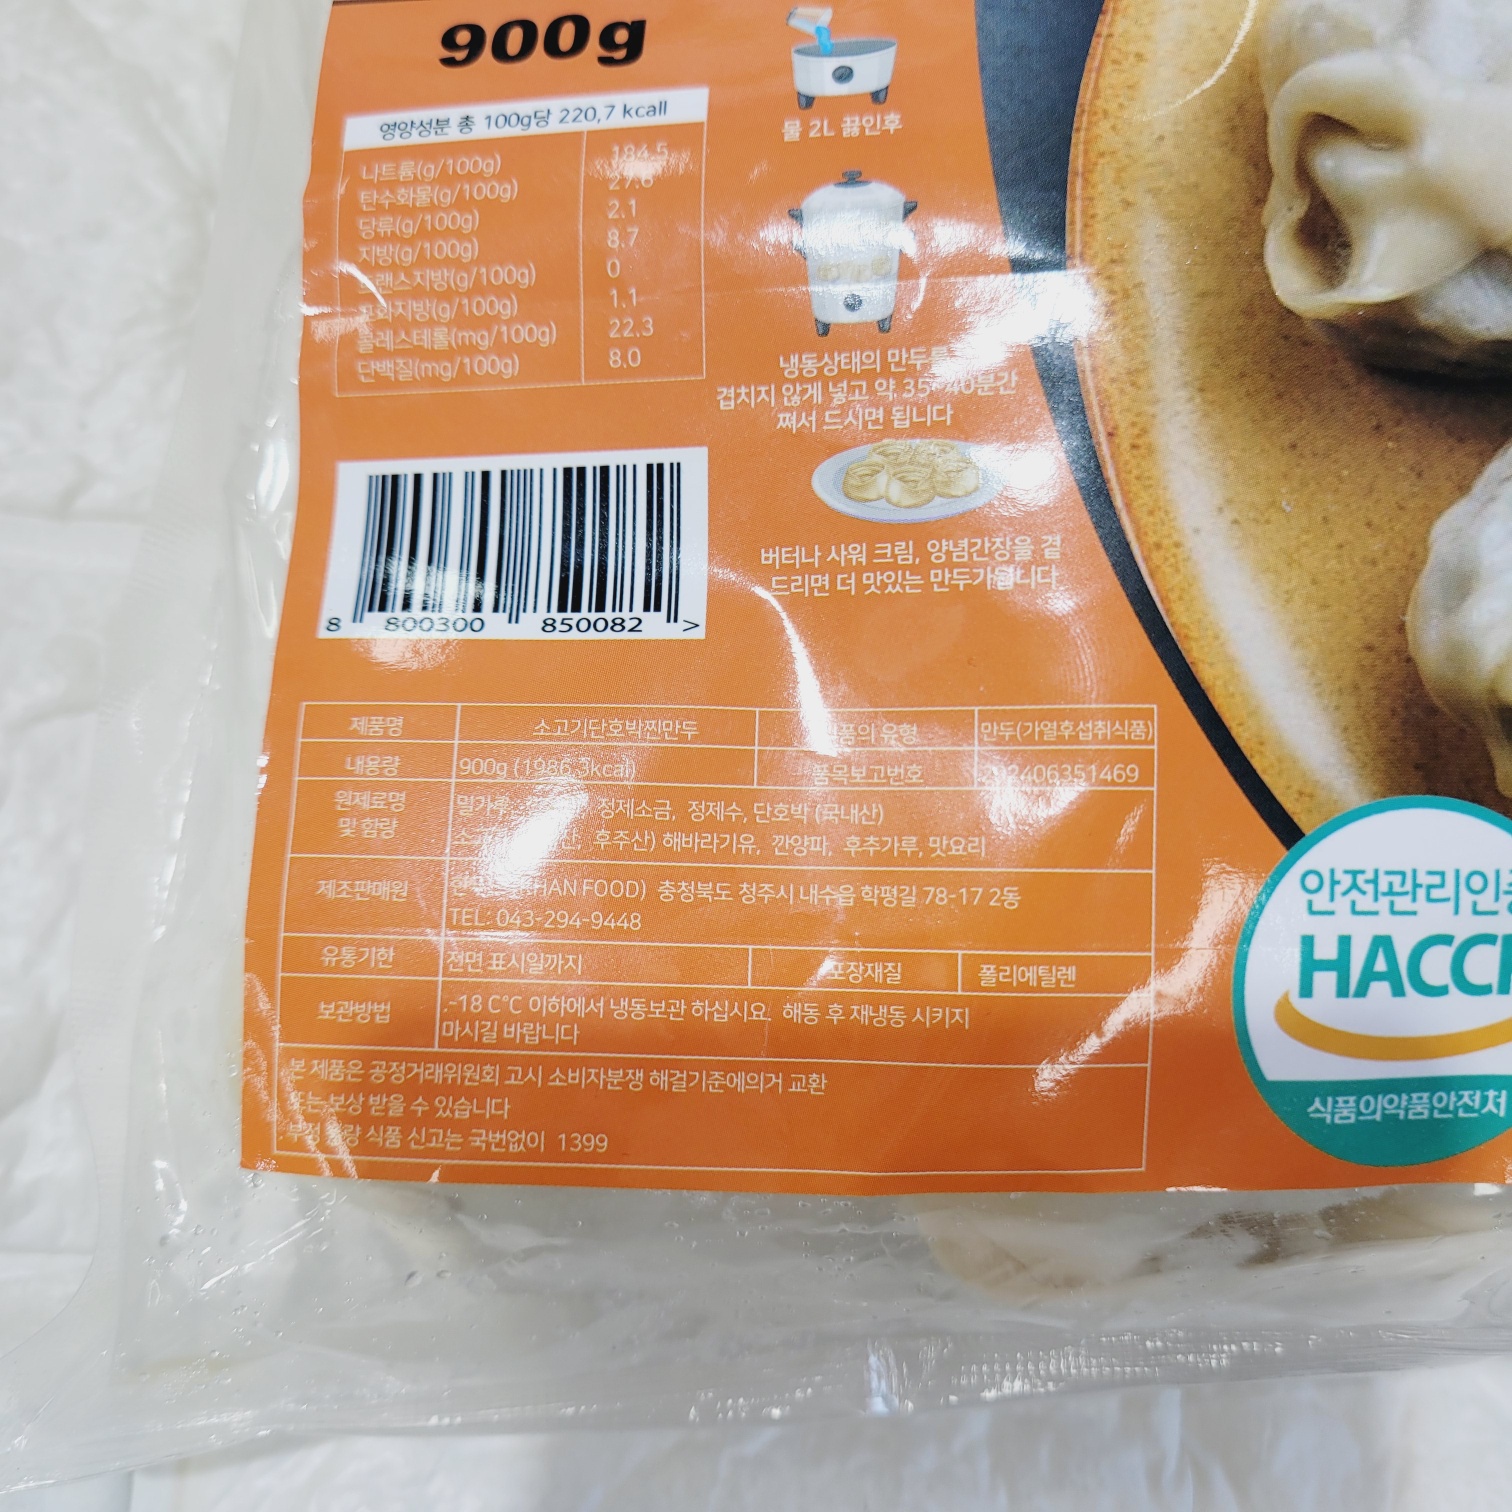 900g
영양성분 총 100g당 220,7 kcall
나트륨(g/100g) 184.5
탄수화물(g/100g)
당류(g/100g) 2.1
지방(g/100g) 8.7
트랜스지방(g/100g) 0
포화지방(g/100g) 1.1
콜레스테롤(mg/100g) 22.3
단백질(mg/100g) 8.0
물 2L 끓인후
냉동상태의 만두를
겹치지 않게 넣고 약 35 40분간
쪄서 드시면 됩니다
버터나 사워 크림, 양념간장을 곁
드리면 더 맛있는 만두가 됩니다
8 800300 850082 >
제품명 소고기단호박찐만두 식품의 유형 만두(가열후섭취식품)
내용량 900g (1986,3kcal) 품목보고번호
원제료명
및 함량
밀가루 정제소금, 정제수, 단호박 (국내산)
후주산) 해바라기유, 깐양파, 후추가루, 맛요리
제조판매원 HAN FOOD) 충청북도 청주시 내수읍 학평길 78-17 2동
TEL: 043-294-9448
유통기한 전면 표시일까지 포장재질 폴리에틸렌
보관방법 -18 C°C 이하에서 냉동보관 하십시요. 해동 후 재냉동 시키지
마시길 바랍니다
본 제품은 공정거래위원회 고시 소비자분쟁 해걸기준에의거 교환
또는 보상 받을 수 있습니다
부정 불량 식품 신고는 국번없이 1399
안전관리인증
HACCP
식품의약품안전처